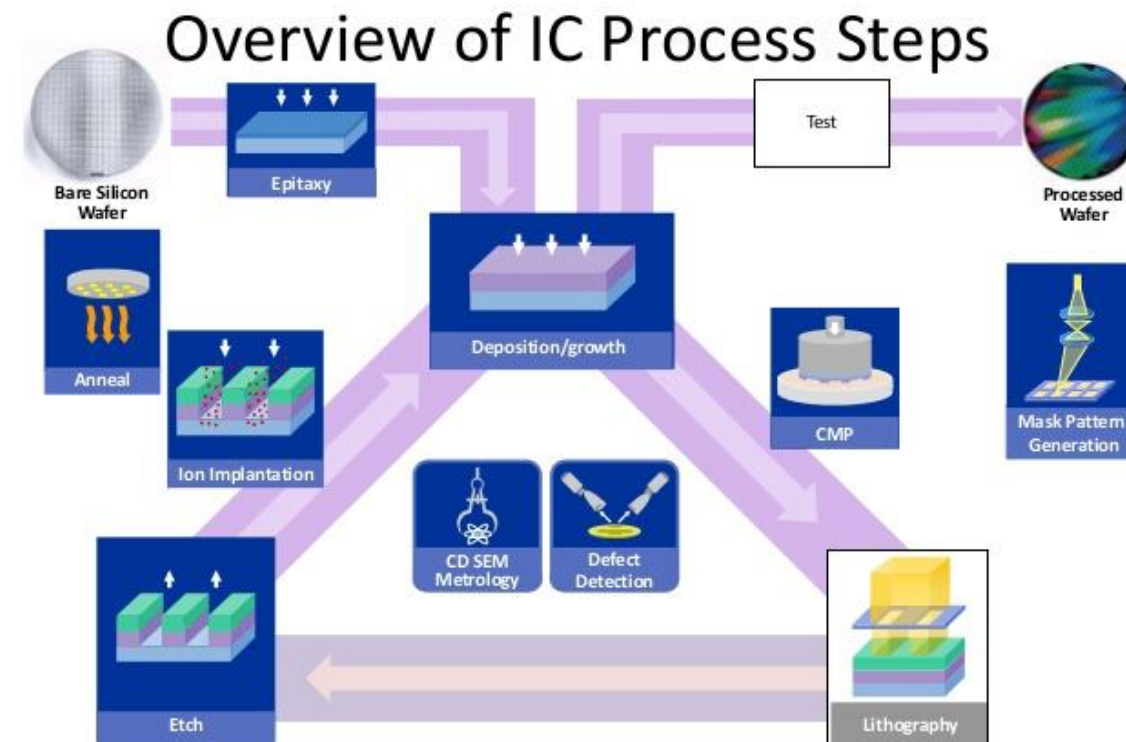 Overview of IC Process Steps
Bare Silicon
Wafer
Epitaxy
Test
Processed
Wafer
Anneal
Ion Implantation
Deposition/growth
CMP
Mask Pattern
Generation
CD SEM
Metrology
Defect
Detection
Etch
Lithography